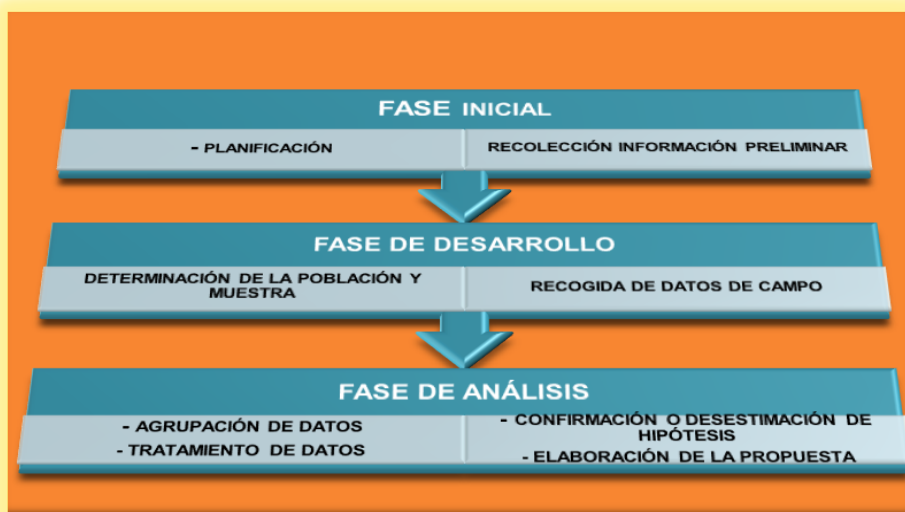 FASE INICIAL
- PLANIFICACIÓN
RECOLECCIÓN INFORMACIÓN PRELIMINAR
FASE DE DESARROLLO
DETERMINACIÓN DE LA POBLACIÓN Y
MUESTRA
RECOGIDA DE DATOS DE CAMPO
FASE DE ANÁLISIS
- AGRUPACIÓN DE DATOS
- TRATAMIENTO DE DATOS
- CONFIRMACIÓN O DESESTIMACIÓN DE
HIPÓTESIS
- ELABORACIÓN DE LA PROPUESTA